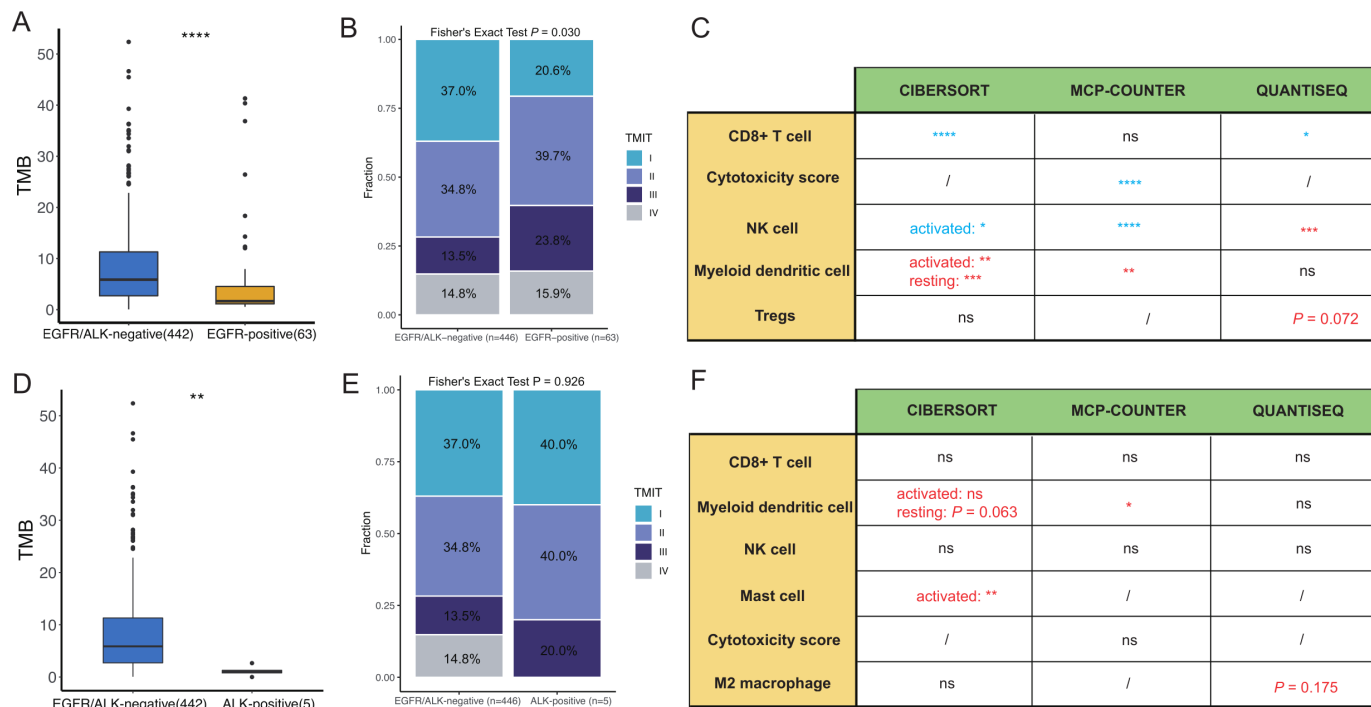 A
****
TMB
50
40
30
20
10
0
EGFR/ALK-negative(442) EGFR-positive(63)
B
Fisher's Exact Test P = 0.030
Fraction
1.00
0.75
0.50
0.25
0.00
37.0%
34.8%
13.5%
14.8%
20.6%
39.7%
23.8%
15.9%
EGFR/ALK−negative (n=446) EGFR−positive (n=63)
TMIT
I
II
III
IV
C
CIBERSORT MCP-COUNTER QUANTISEQ
CD8+ T cell **** ns *
Cytotoxicity score / **** /
NK cell activated: * **** ***
Myeloid dendritic cell activated: ** ** ns
resting: ***
Tregs ns / P = 0.072
D
**
TMB
50
40
30
20
10
0
EGFR/ALK-negative(442) ALK-positive(5)
E
Fisher's Exact Test P = 0.926
Fraction
1.00
0.75
0.50
0.25
0.00
37.0%
34.8%
13.5%
14.8%
40.0%
40.0%
20.0%
EGFR/ALK−negative (n=446) ALK−positive (n=5)
TMIT
I
II
III
IV
F
CIBERSORT MCP-COUNTER QUANTISEQ
CD8+ T cell ns ns ns
Myeloid dendritic cell activated: ns * ns
resting: P = 0.063
NK cell ns ns ns
Mast cell activated: ** / /
Cytotoxicity score / ns /
M2 macrophage ns / P = 0.175